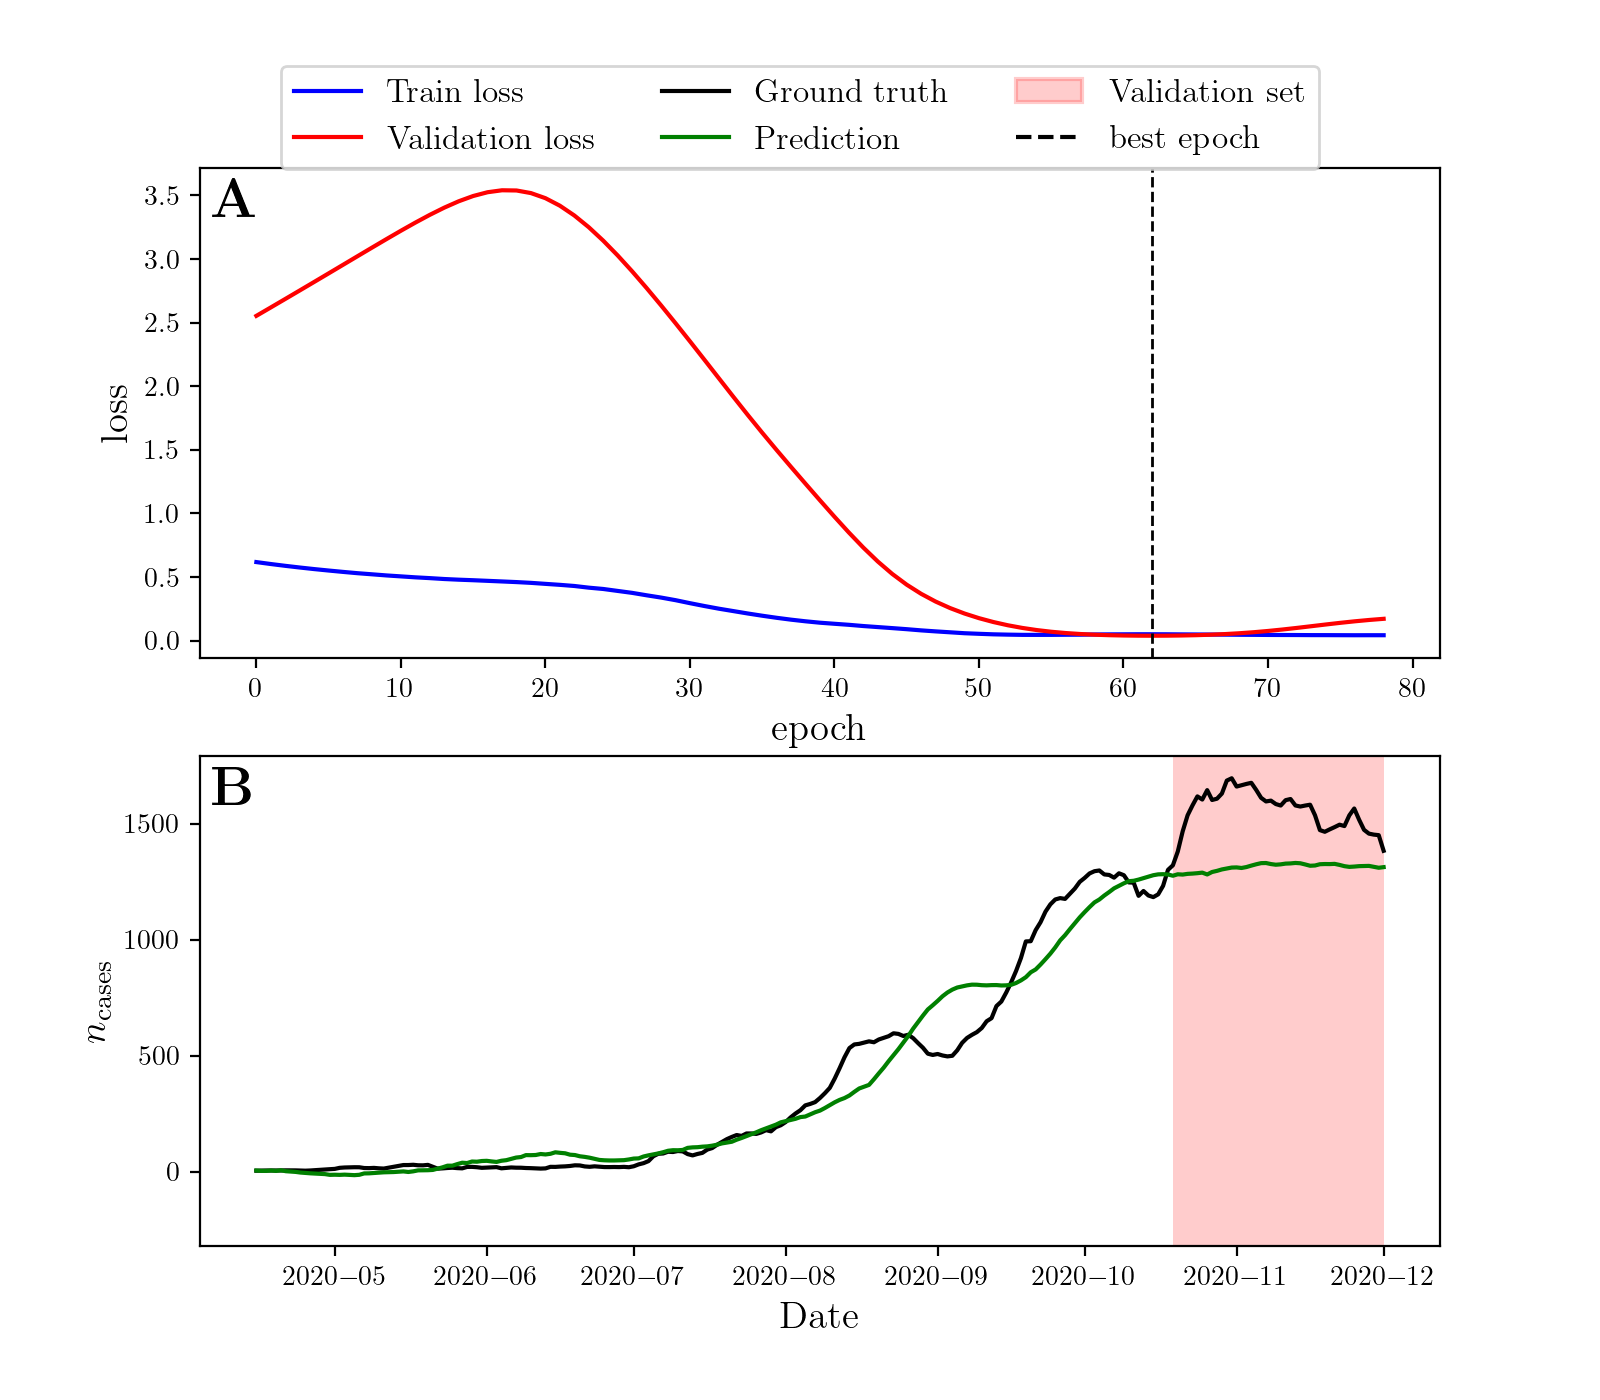 Train loss
Validation loss
Ground truth
Prediction
Validation set
best epoch
A
3.5
3.0
2.5
2.0
1.5
1.0
0.5
0.0
loss
0 10 20 30 40 50 60 70 80
epoch
B
1500
1000
500
0
n_cases
2020–05 2020–06 2020–07 2020–08 2020–09 2020–10 2020–11 2020–12
Date